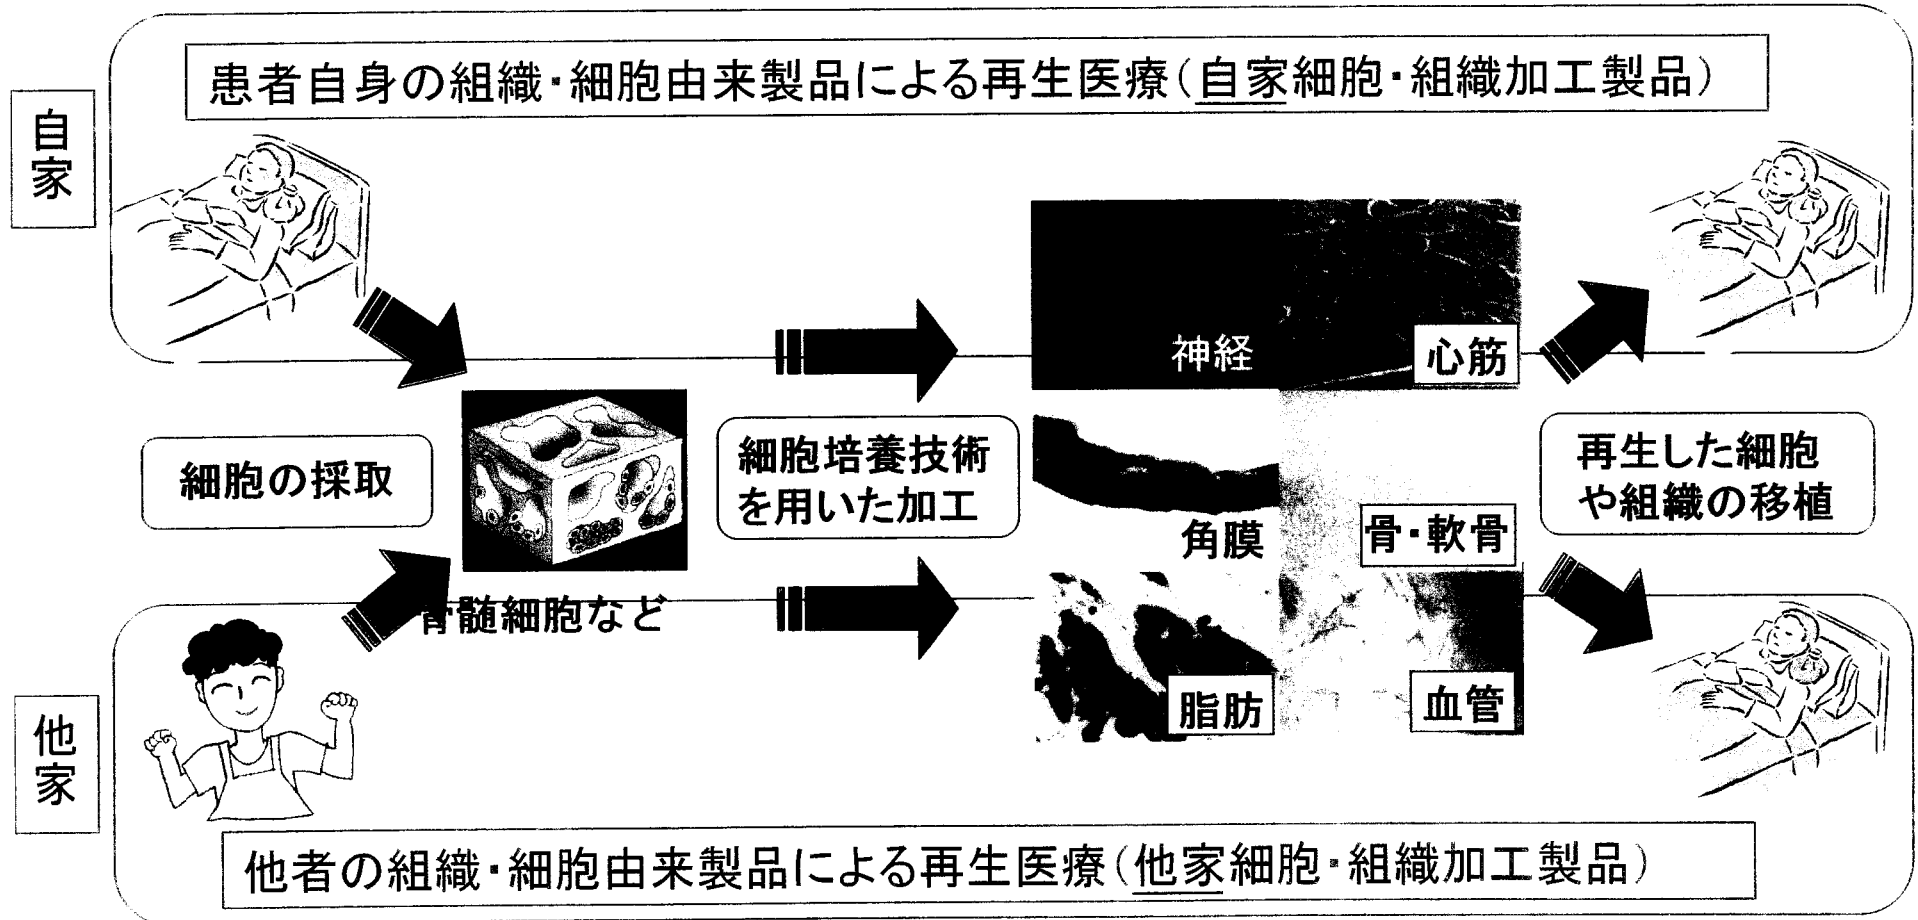 患者自身の組織・細胞由来製品による再生医療(自家細胞・組織加工製品)
自家
神経
心筋
細胞の採取
細胞培養技術
を用いた加工
再生した細胞
や組織の移植
角膜
骨・軟骨
骨髄細胞など
脂肪
血管
他家
他者の組織・細胞由来製品による再生医療(他家細胞・組織加工製品)